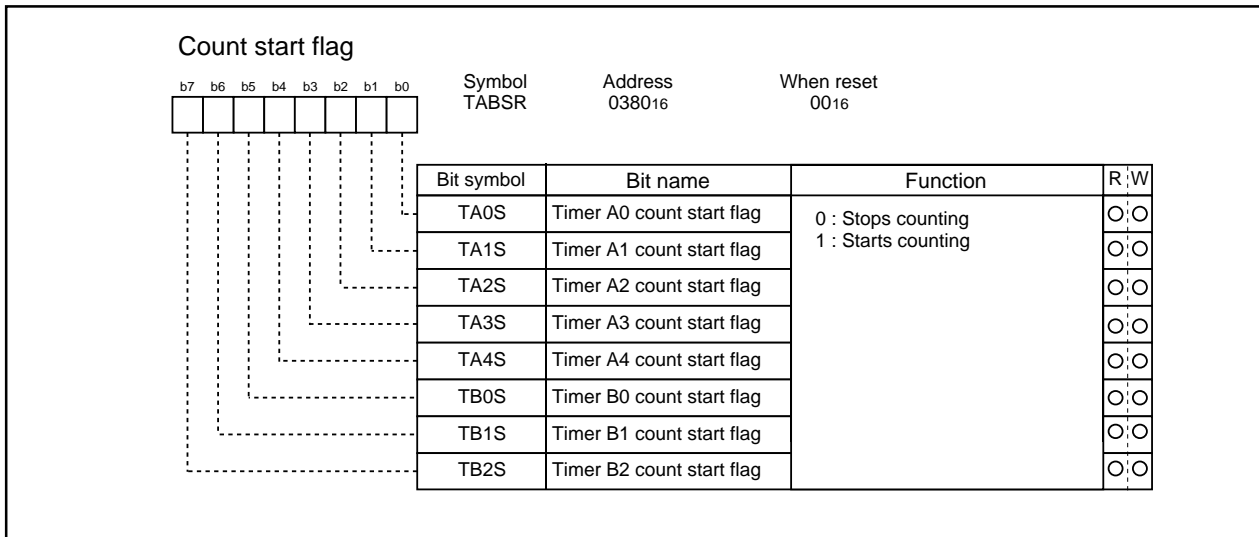 Count start flag
b7 b6 b5 b4 b3 b2 b1 b0
Symbol Address When reset
TABSR 038016 0016
Bit symbol Bit name Function R W
TA0S Timer A0 count start flag 0 : Stops counting
1 : Starts counting
TA1S Timer A1 count start flag
TA2S Timer A2 count start flag
TA3S Timer A3 count start flag
TA4S Timer A4 count start flag
TB0S Timer B0 count start flag
TB1S Timer B1 count start flag
TB2S Timer B2 count start flag